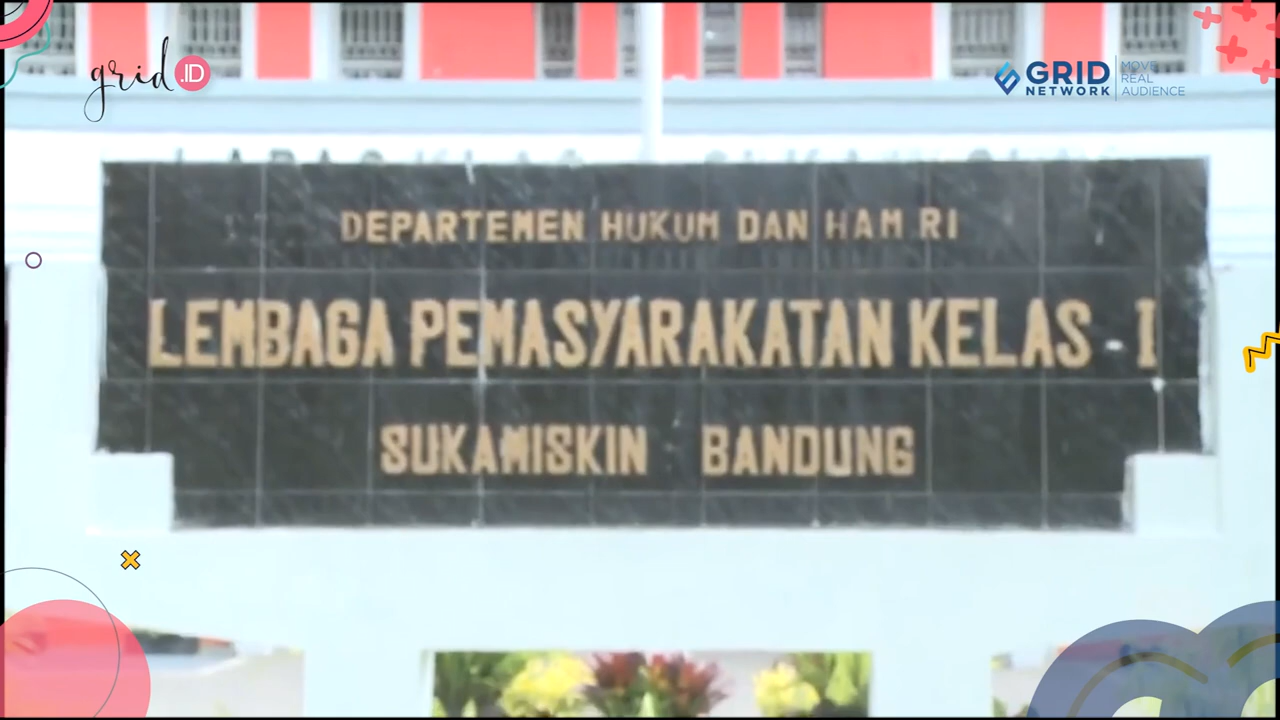 grid.ID
GRID
NETWORK
MOVE
REAL
AUDIENCE
DEPARTEMEN HUKUM DAN HAM RI
LEMBAGA PEMASYARAKATAN KELAS - I
SUKAMISKIN BANDUNG